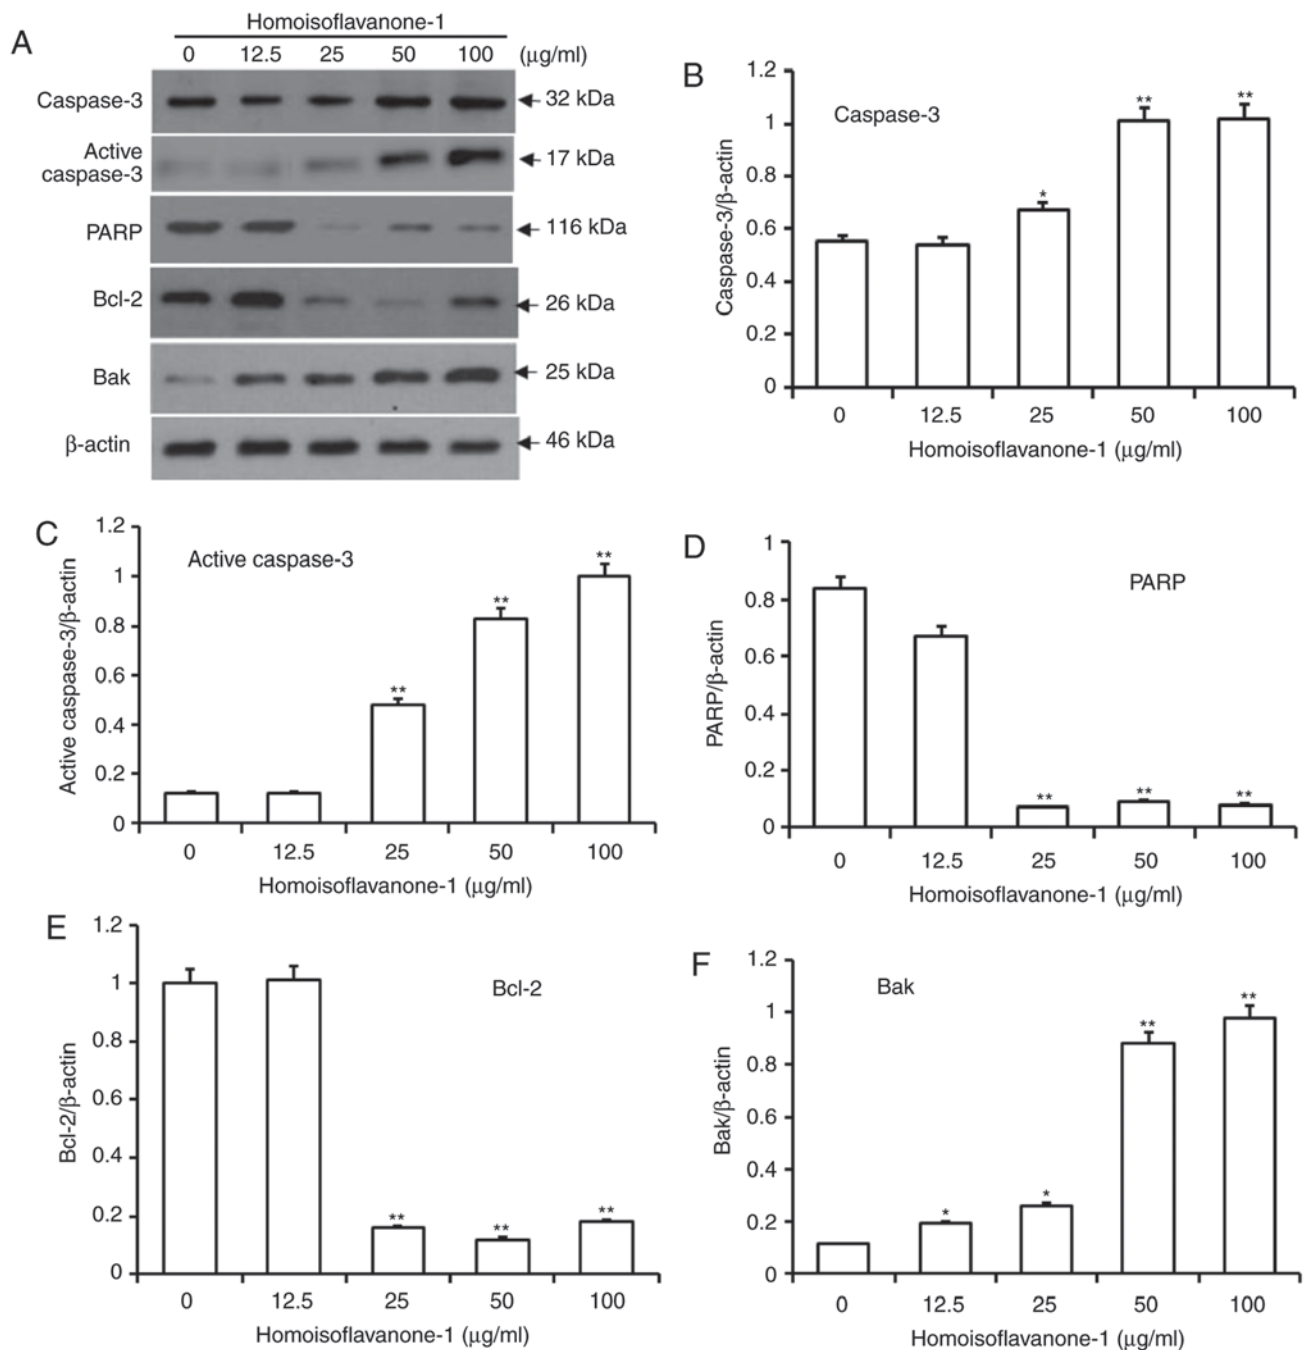 A
Homoisoflavanone-1
0 12.5 25 50 100 (μg/ml)
Caspase-3 32 kDa
Active
caspase-3 17 kDa
PARP 116 kDa
Bcl-2 26 kDa
Bak 25 kDa
β-actin 46 kDa
B
Caspase-3
Caspase-3/β-actin
1.2
1
0.8
0.6
0.4
0.2
0
*
**
**
0 12.5 25 50 100
Homoisoflavanone-1 (μg/ml)
C
Active caspase-3
Active caspase-3/β-actin
1.2
1
0.8
0.6
0.4
0.2
0
**
**
**
0 12.5 25 50 100
Homoisoflavanone-1 (μg/ml)
D
PARP
PARP/β-actin
1
0.8
0.6
0.4
0.2
0
**
**
**
0 12.5 25 50 100
Homoisoflavanone-1 (μg/ml)
E
Bcl-2
Bcl-2/β-actin
1.2
1
0.8
0.6
0.4
0.2
0
**
**
**
0 12.5 25 50 100
Homoisoflavanone-1 (μg/ml)
F
Bak
Bak/β-actin
1.2
1
0.8
0.6
0.4
0.2
0
*
*
**
**
0 12.5 25 50 100
Homoisoflavanone-1 (μg/ml)